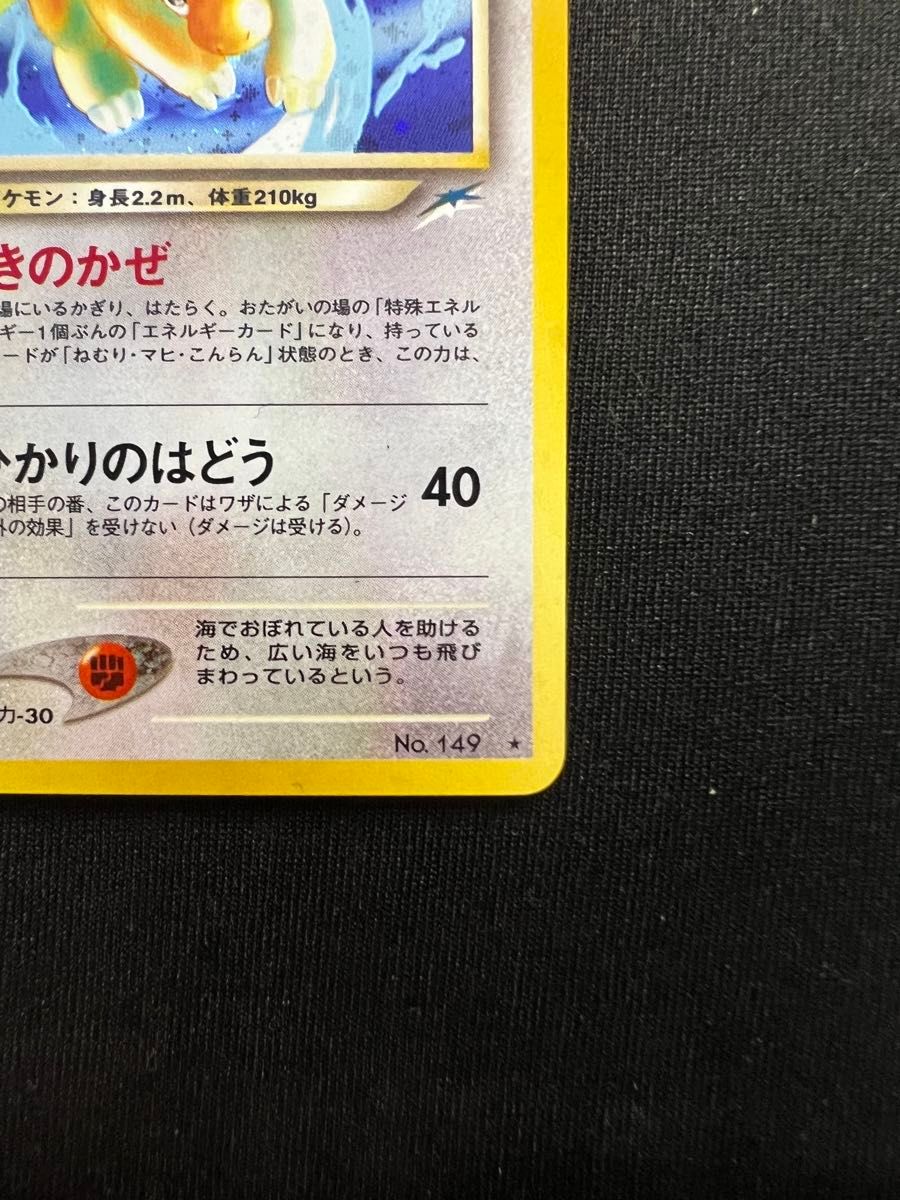 ケモン：身長2.2m、体重210kg
きのかぜ
場にいるかぎり、はたらく。おたがいの場の「特殊エネル
ギー1個ぶんの「エネルギーカード」になり、持っている
ードが「ねむり・マヒ・こんらん」状態のとき、この力は、
ひかりのはどう
40
の相手の番、このカードはワザによる「ダメージ
外の効果」を受けない（ダメージは受ける）。
海でおぼれている人を助ける
ため、広い海をいつも飛び
まわっているという。
力-30
No. 149 ★